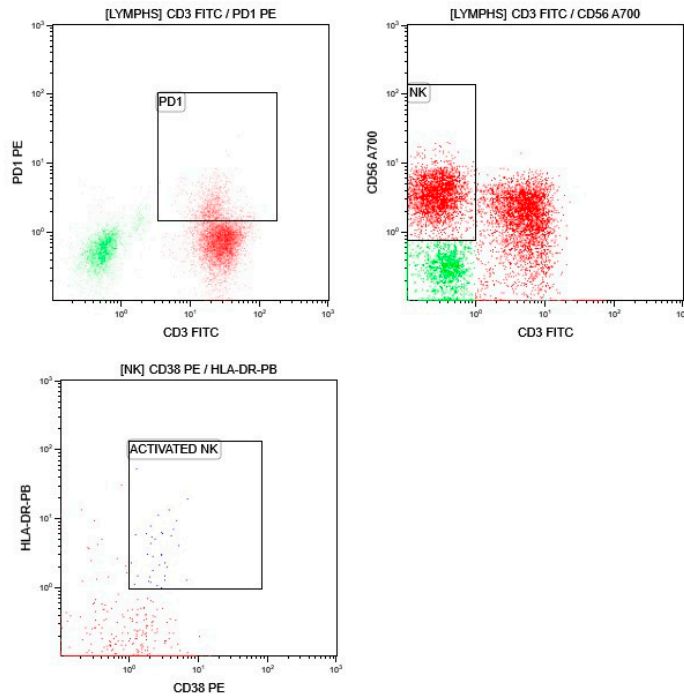 [LYMPHS] CD3 FITC / PD1 PE
PD1 PE
10³
10²
10¹
10⁰
PD1
10⁰
10¹
10²
10³
CD3 FITC
[LYMPHS] CD3 FITC / CD56 A700
CD56 A700
10³
10²
10¹
10⁰
NK
10⁰
10¹
10²
10³
CD3 FITC
[NK] CD38 PE / HLA-DR-PB
HLA-DR-PB
10³
10²
10¹
10⁰
ACTIVATED NK
10⁰
10¹
10²
10³
CD38 PE